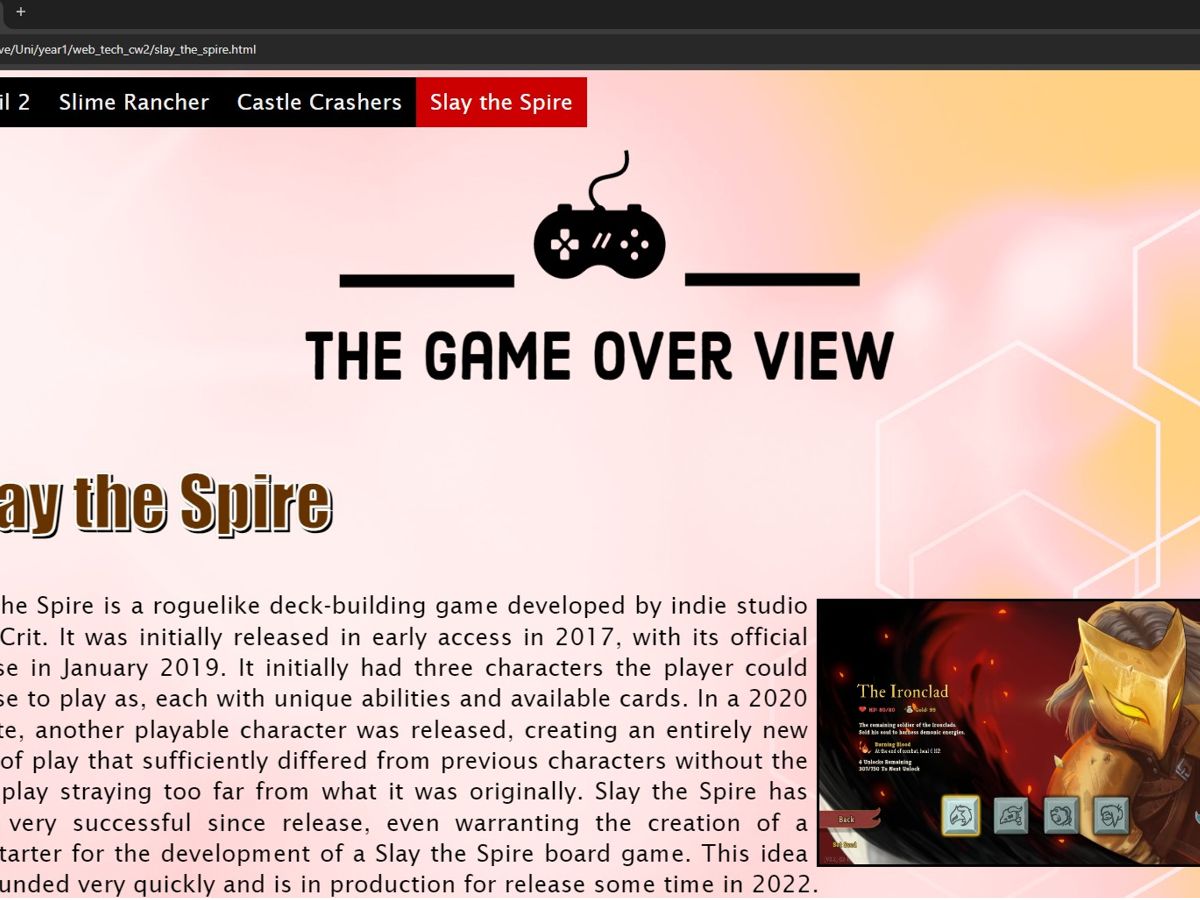 +
ve/Uni/year1/web_tech_cw2/slay_the_spire.html
il 2 Slime Rancher Castle Crashers Slay the Spire
THE GAME OVER VIEW
lay the Spire
he Spire is a roguelike deck-building game developed by indie studio
Crit. It was initially released in early access in 2017, with its official
se in January 2019. It initially had three characters the player could
se to play as, each with unique abilities and available cards. In a 2020
te, another playable character was released, creating an entirely new
of play that sufficiently differed from previous characters without the
play straying too far from what it was originally. Slay the Spire has
very successful since release, even warranting the creation of a
tarter for the development of a Slay the Spire board game. This idea
unded very quickly and is in production for release some time in 2022.
The Ironclad
HP: 80/80 Gold: 99
The remaining soldier of the Ironclads.
Sold his soul to harness demonic energies.
Burning Blood
At the end of combat, heal 6 HP.
4 Unlocks Remaining
307/750 To Next Unlock
Back
Set Seed